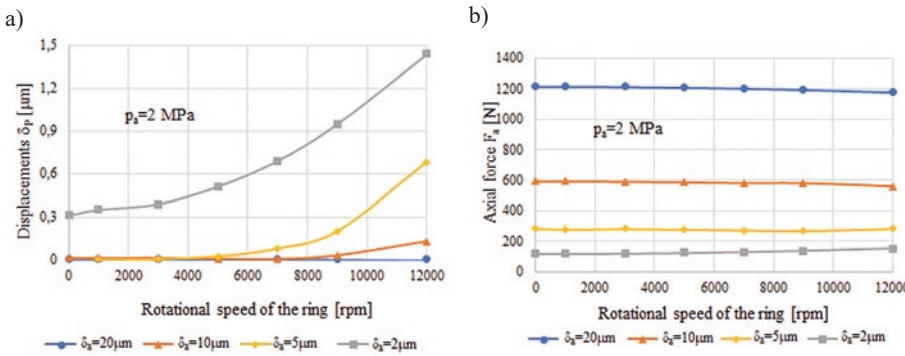 a)
1,5
1,2
0,9
0,6
0,3
0
Displacements δp [μm]
pa=2 MPa
0 2000 4000 6000 8000 10000 12000
Rotational speed of the ring [rpm]
δa=20μm δa=10μm δa=5μm δa=2μm
b)
1400
1200
1000
800
600
400
200
0
Axial force Fa [N]
pa=2 MPa
0 2000 4000 6000 8000 10000 12000
Rotational speed of the ring [rpm]
δa=20μm δa=10μm δa=5μm δa=2μm